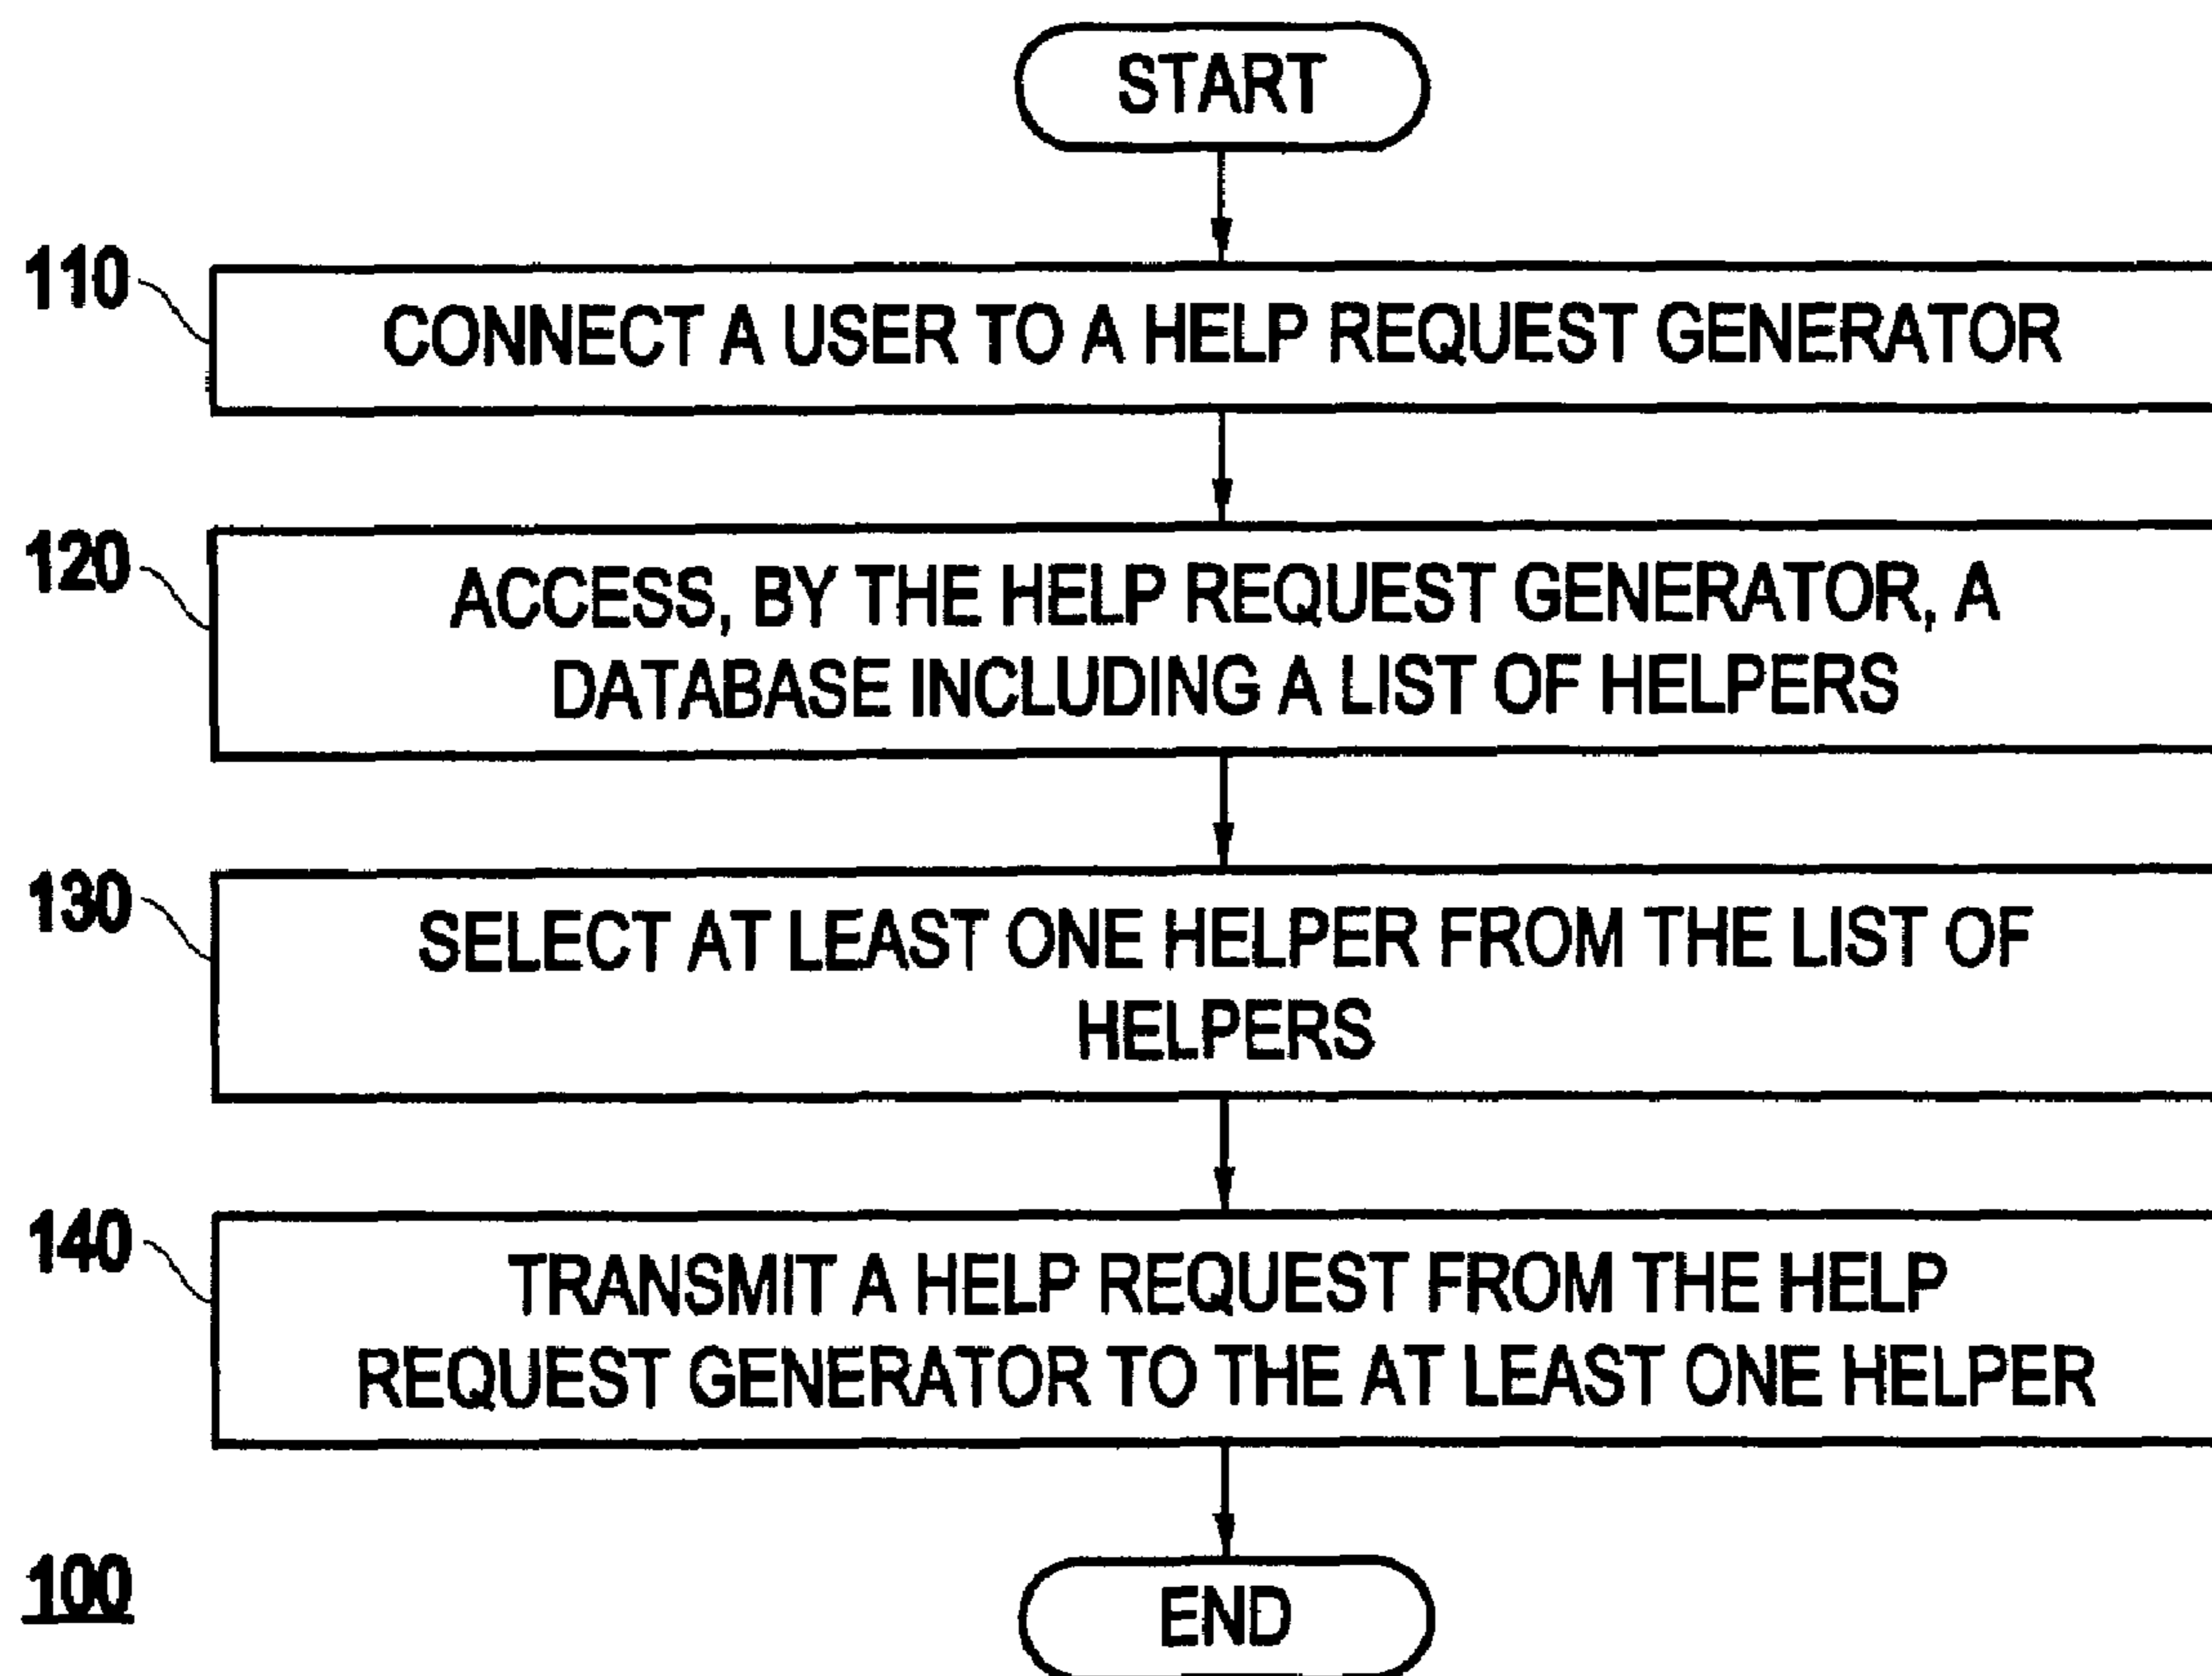 START
110
CONNECT A USER TO A HELP REQUEST GENERATOR
120
ACCESS, BY THE HELP REQUEST GENERATOR, A
DATABASE INCLUDING A LIST OF HELPERS
130
SELECT AT LEAST ONE HELPER FROM THE LIST OF
HELPERS
140
TRANSMIT A HELP REQUEST FROM THE HELP
REQUEST GENERATOR TO THE AT LEAST ONE HELPER
100
END